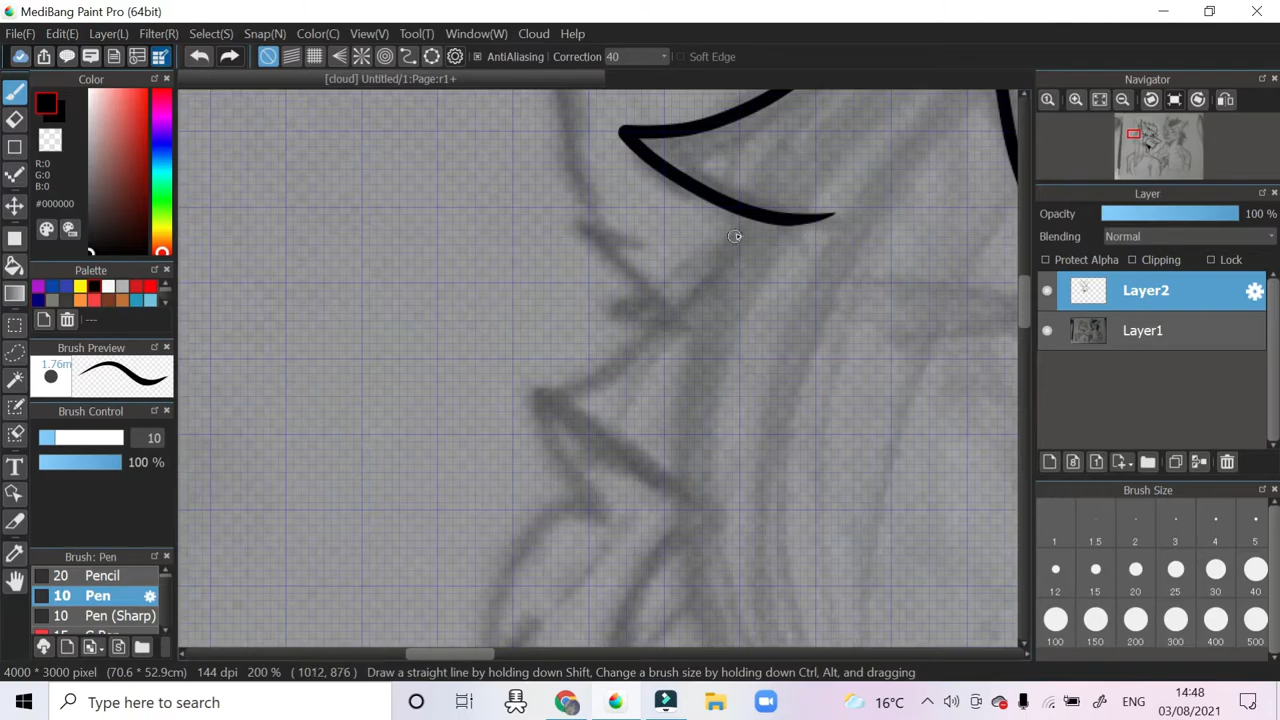 MediBang Paint Pro (64bit)
File(F) Edit(E) Layer(L) Filter(R) Select(S) Snap(N) Color(C) View(V) Tool(T) Window(W) Cloud Help
AntiAliasing Correction 40 Soft Edge
Color
[cloud] Untitled/1:Page:r1+
Navigator
R:0
G:0
B:0
#000000
Layer
Opacity 100 %
Blending Normal
Protect Alpha Clipping Lock
Palette
Layer2
---
Layer1
Brush Preview
1.76m
Brush Control
10
100 %
Brush Size
1 1.5 2 3 4 5
12 15 20 25 30 40
100 150 200 300 400 500
Brush: Pen
20 Pencil
10 Pen
10 Pen (Sharp)
4000 * 3000 pixel (70.6 * 52.9cm) 144 dpi 200 % ( 1012, 876 ) Draw a straight line by holding down Shift, Change a brush size by holding down Ctrl, Alt, and dragging
Type here to search
16°C
ENG
14:48
03/08/2021